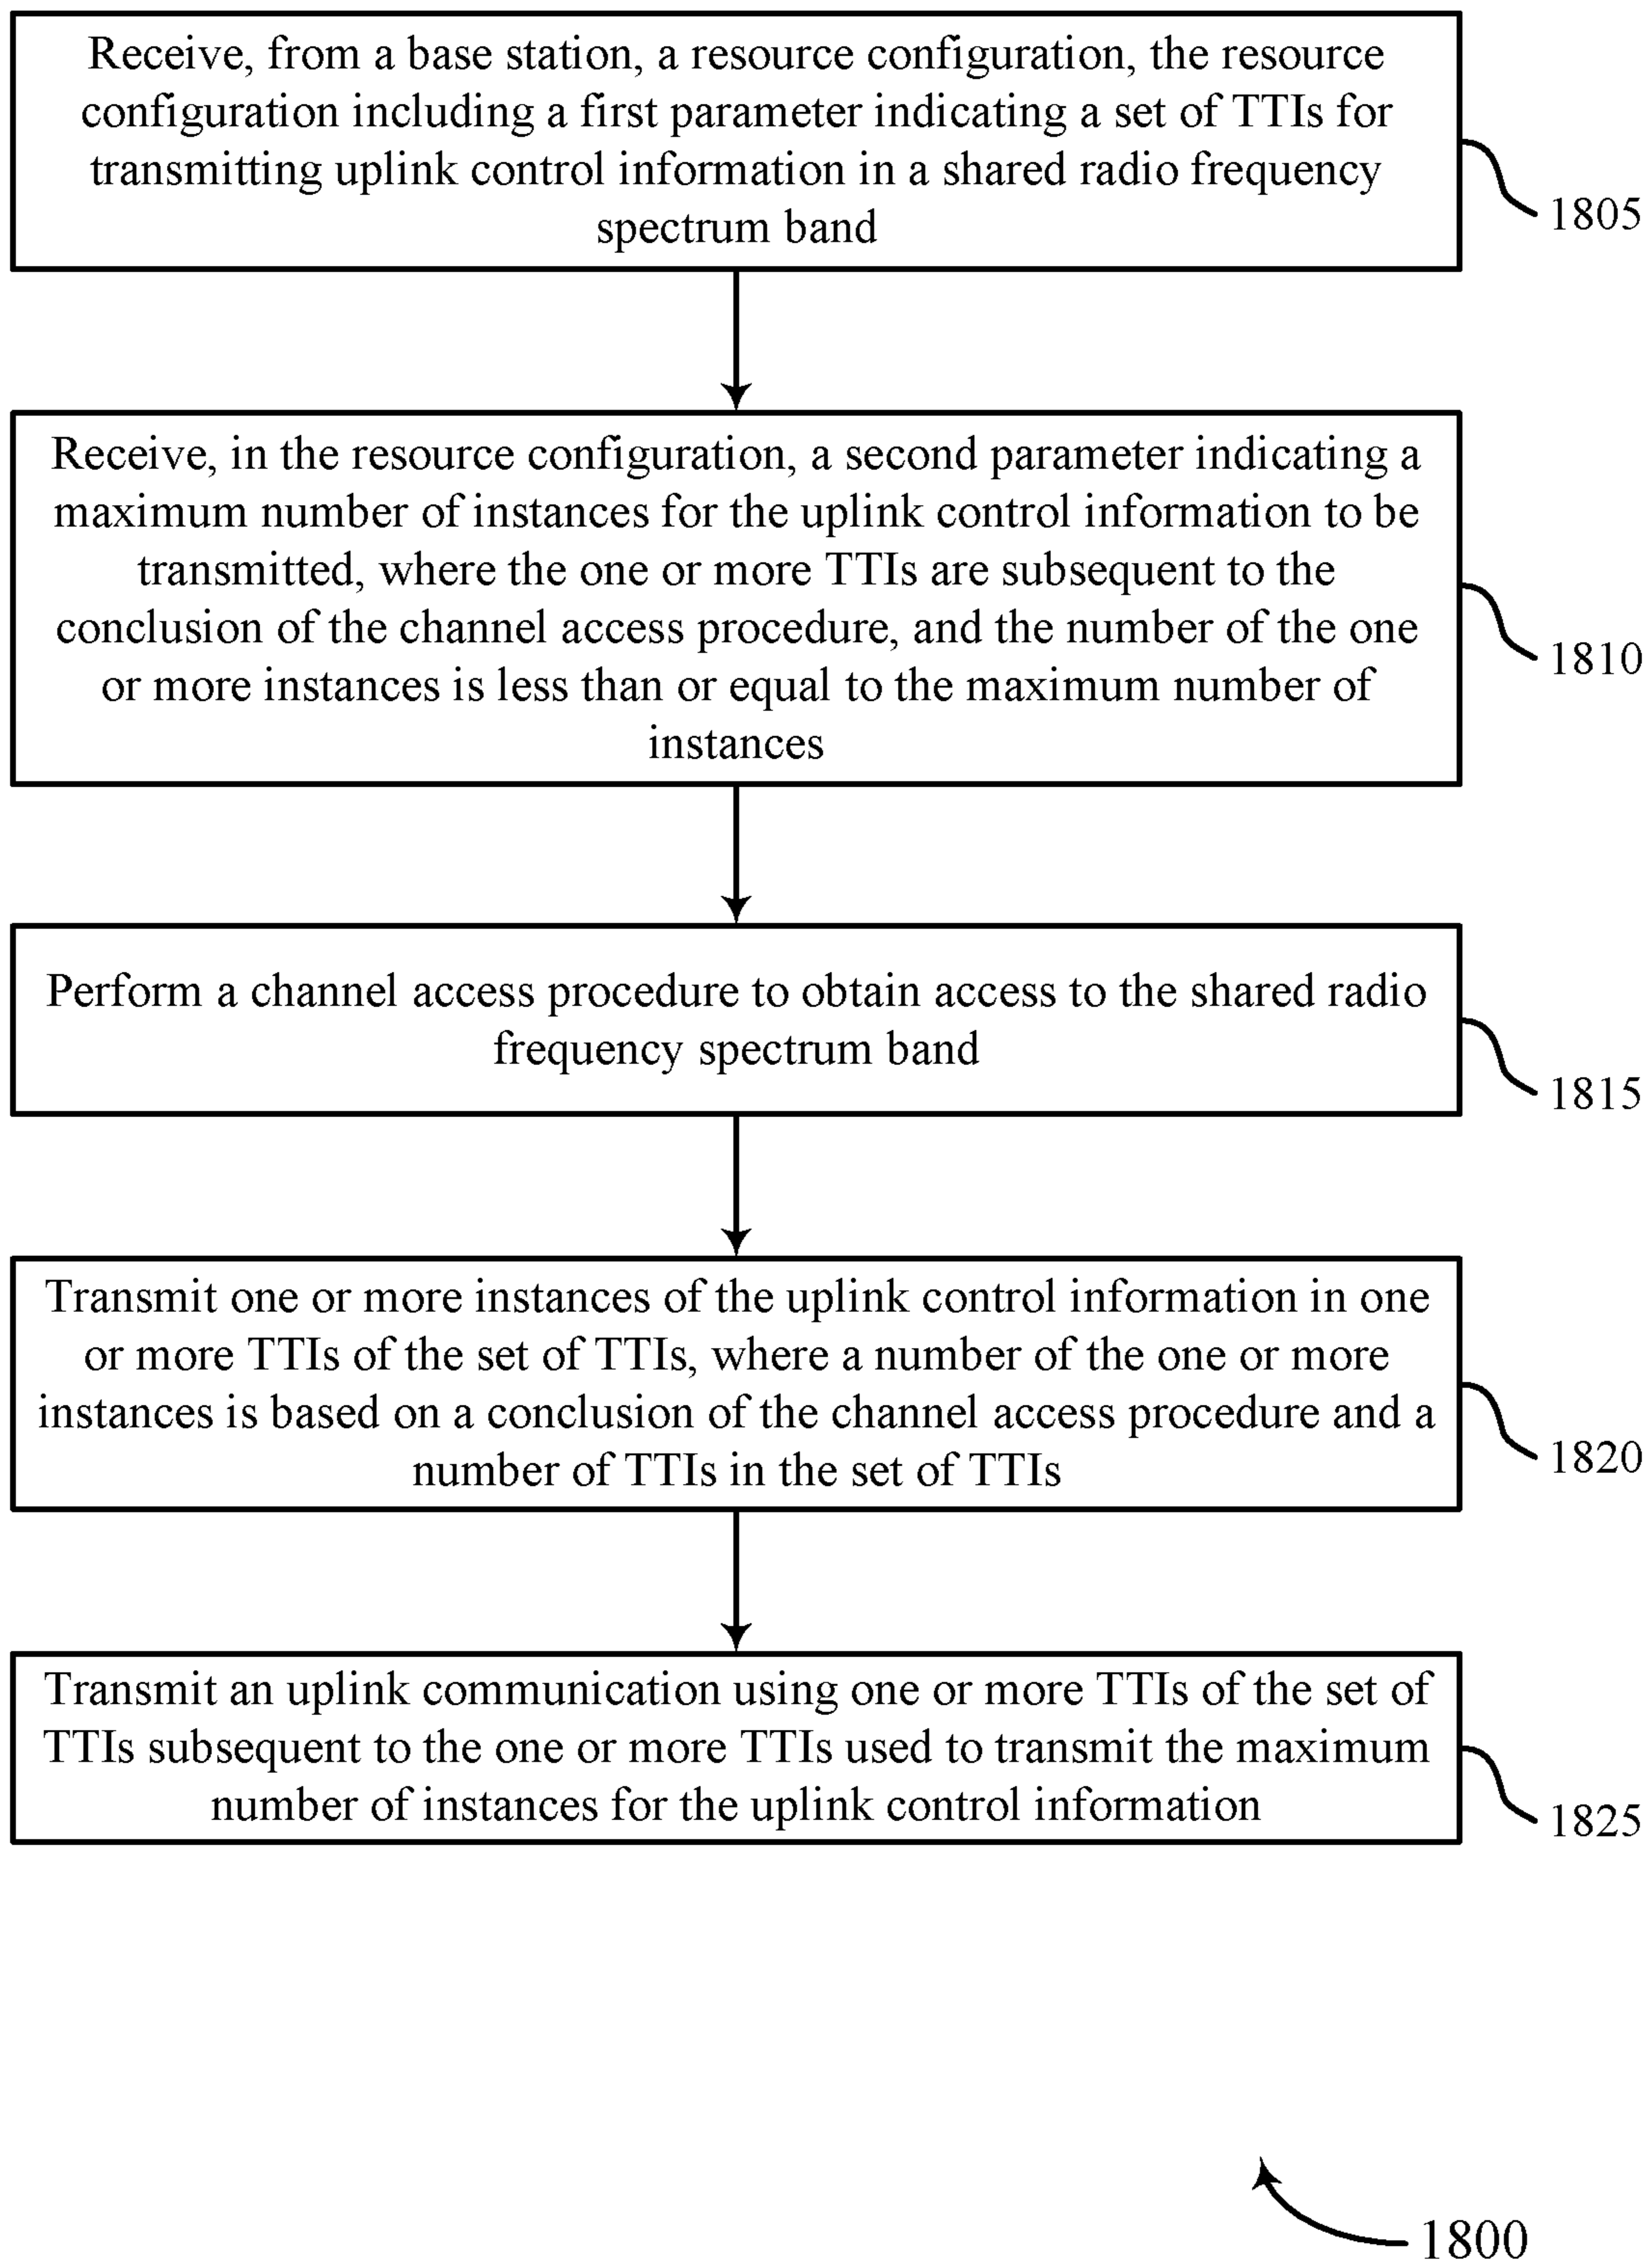 Receive, from a base station, a resource configuration, the resource
configuration including a first parameter indicating a set of TTIs for
transmitting uplink control information in a shared radio frequency
spectrum band
1805
Receive, in the resource configuration, a second parameter indicating a
maximum number of instances for the uplink control information to be
transmitted, where the one or more TTIs are subsequent to the
conclusion of the channel access procedure, and the number of the one
or more instances is less than or equal to the maximum number of
instances
1810
Perform a channel access procedure to obtain access to the shared radio
frequency spectrum band
1815
Transmit one or more instances of the uplink control information in one
or more TTIs of the set of TTIs, where a number of the one or more
instances is based on a conclusion of the channel access procedure and a
number of TTIs in the set of TTIs
1820
Transmit an uplink communication using one or more TTIs of the set of
TTIs subsequent to the one or more TTIs used to transmit the maximum
number of instances for the uplink control information
1825
1800